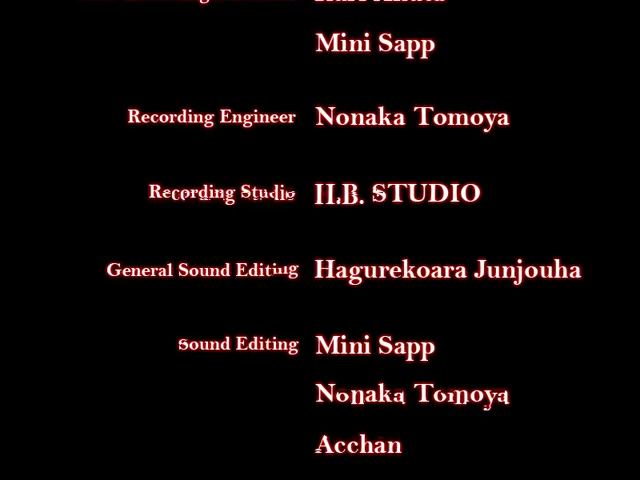 Mini Sapp
Recording Engineer Nonaka Tomoya
Recording Studio H.B. STUDIO
General Sound Editing Hagurekoara Junjouha
Sound Editing Mini Sapp
Nonaka Tomoya
Acchan